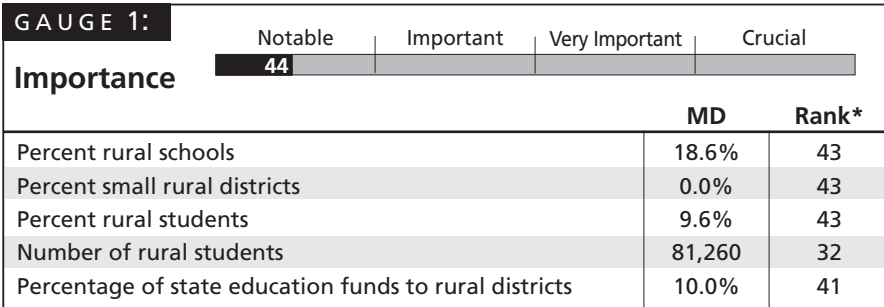 GAUGE 1:
Importance
Notable Important Very Important Crucial
44
MD Rank*
Percent rural schools 18.6% 43
Percent small rural districts 0.0% 43
Percent rural students 9.6% 43
Number of rural students 81,260 32
Percentage of state education funds to rural districts 10.0% 41